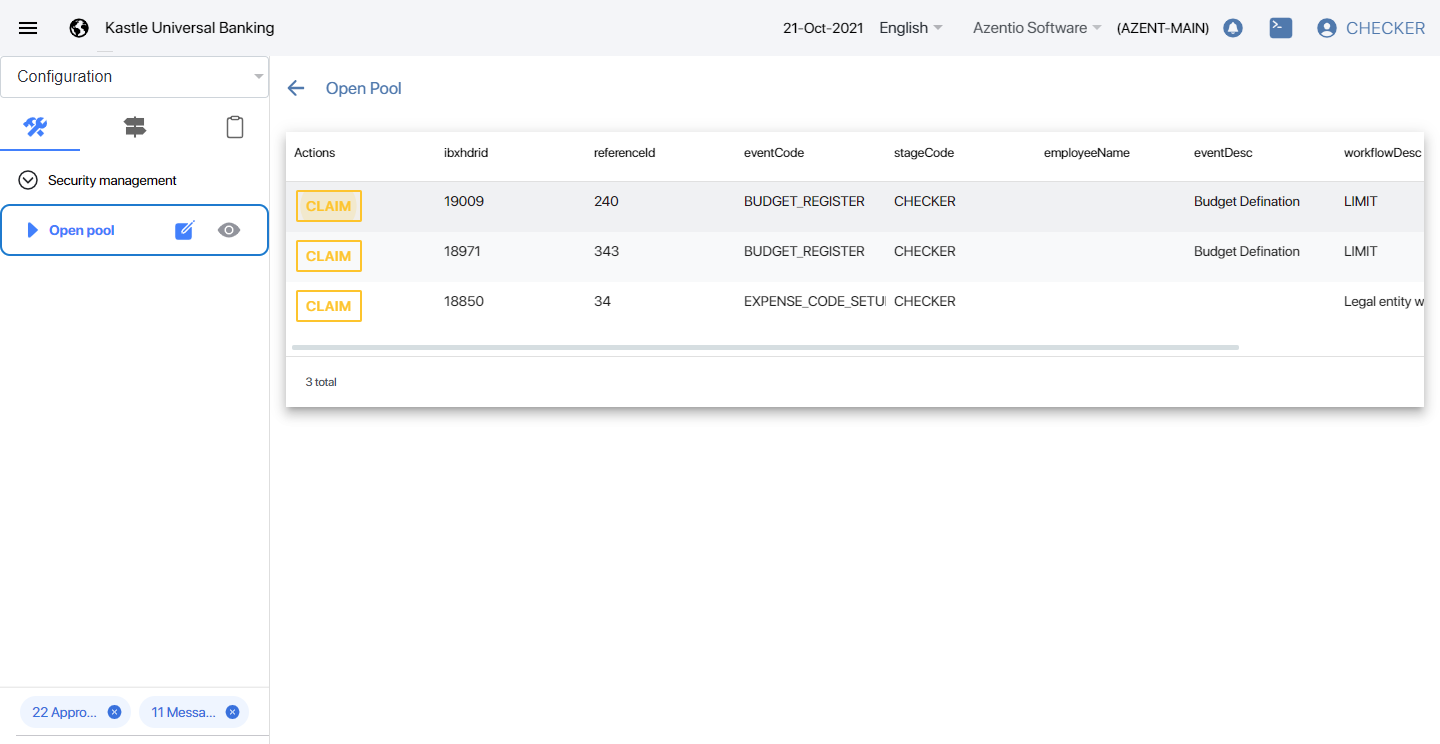 Kastle Universal Banking 21-Oct-2021 English Azentio Software (AZENT-MAIN) CHECKER
Configuration
Open Pool
Security management
Open pool
Actions ibxhdrid referenceId eventCode stageCode employeeName eventDesc workflowDesc
CLAIM 19009 240 BUDGET_REGISTER CHECKER Budget Defination LIMIT
CLAIM 18971 343 BUDGET_REGISTER CHECKER Budget Defination LIMIT
CLAIM 18850 34 EXPENSE_CODE_SETU CHECKER Legal entity w
3 total
22 Appro... 11 Messa...